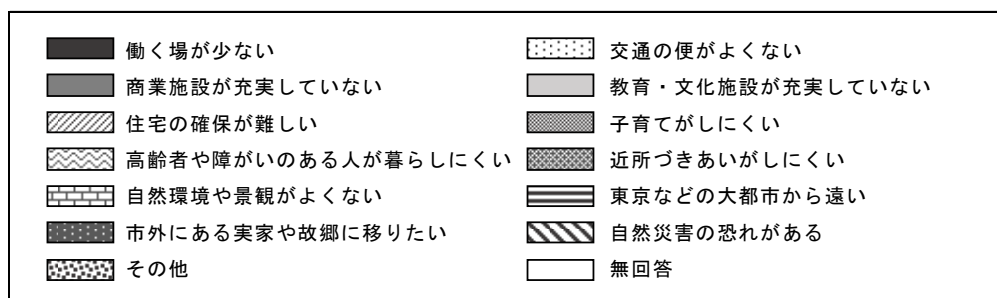 働く場が少ない
交通の便がよくない
商業施設が充実していない
教育・文化施設が充実していない
住宅の確保が難しい
子育てがしにくい
高齢者や障がいのある人が暮らしにくい
近所づきあいがしにくい
自然環境や景観がよくない
東京などの大都市から遠い
市外にある実家や故郷に移りたい
自然災害の恐れがある
その他
無回答